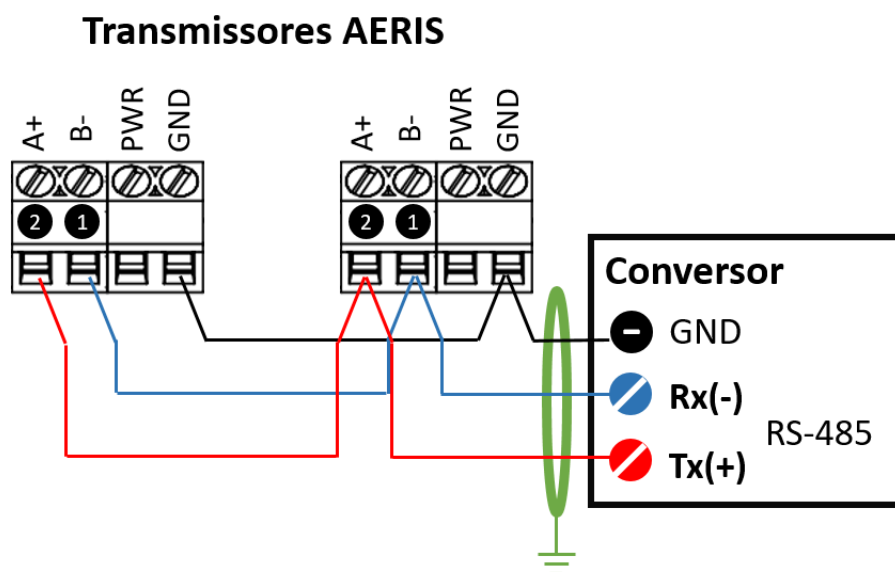 Transmissores AERIS
A+ B- PWR GND
A+ B- PWR GND
2 1
2 1
Conversor
GND
Rx(-)
RS-485
Tx(+)